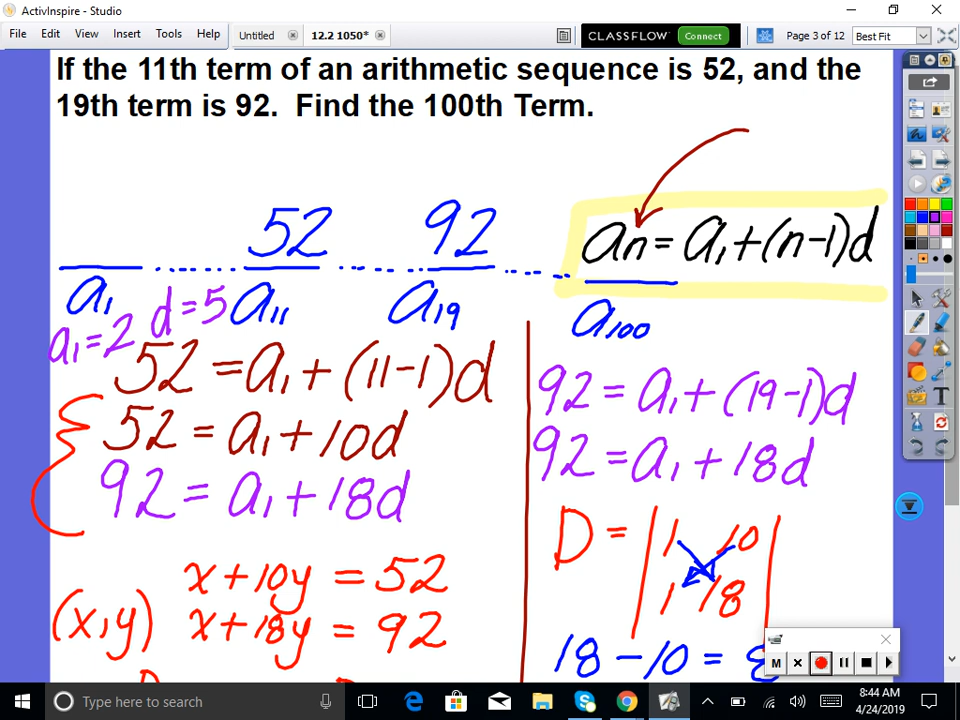 ActivInspire - Studio
File Edit View Insert Tools Help Untitled 12.2 1050* CLASSFLOW Connect Page 3 of 12 Best Fit
If the 11th term of an arithmetic sequence is 52, and the
19th term is 92. Find the 100th Term.
52 92
an = a₁ + (n-1)d
a₁ a₁₁ a₁₉ a₁₀₀
a₁=2 d=5
52 = a₁ + (11-1)d
52 = a₁ + 10d
92 = a₁ + 18d
x + 10y = 52
(x,y) x + 18y = 92
92 = a₁ + (19-1)d
92 = a₁ + 18d
D = | 1 10 |
| 1 18 |
18 - 10 = 8
M
Type here to search
8:44 AM
4/24/2019